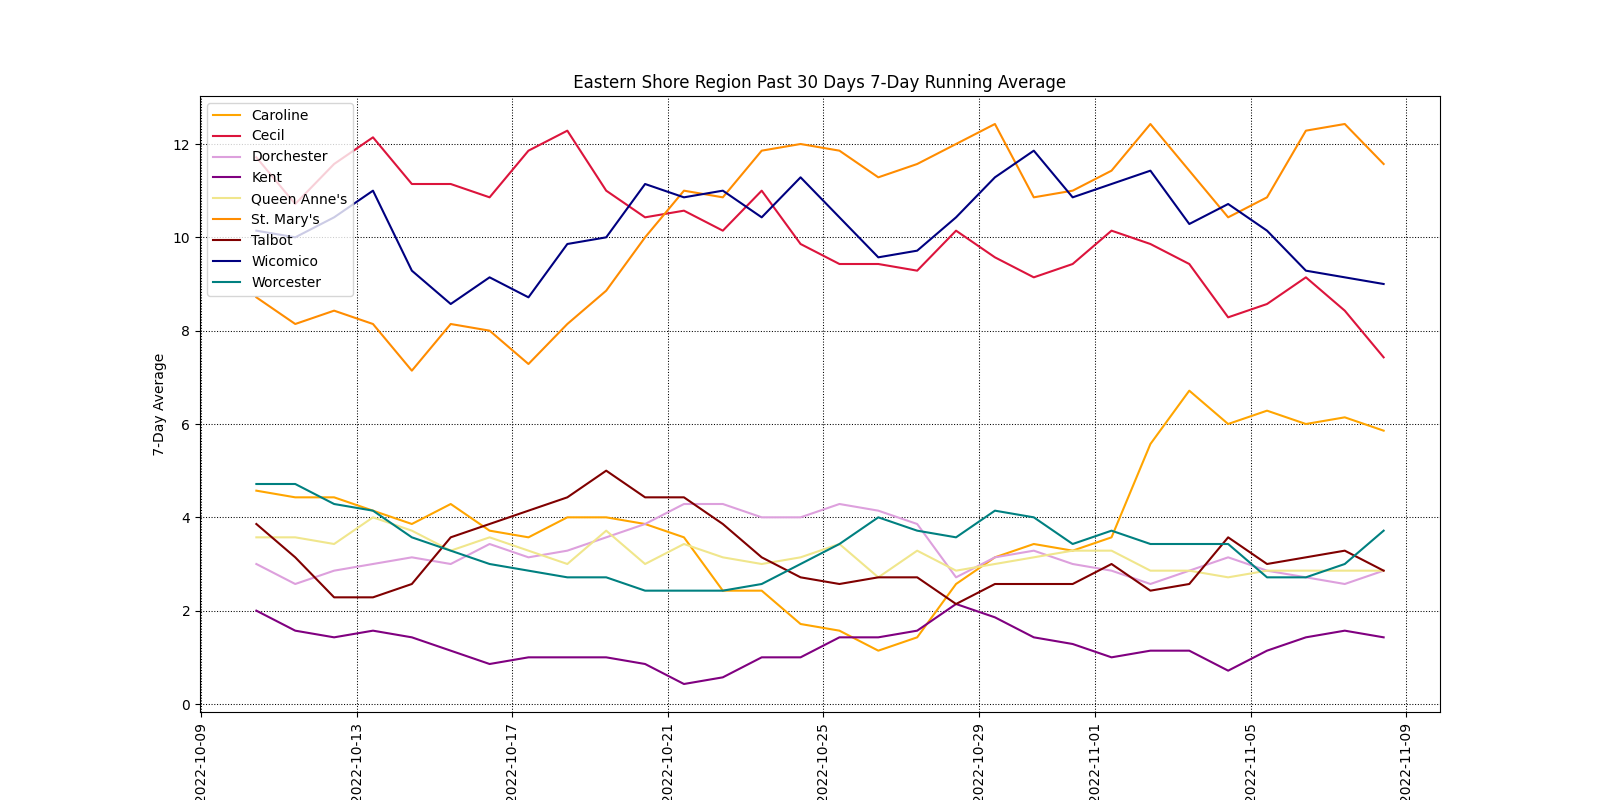 Eastern Shore Region Past 30 Days 7-Day Running Average
Caroline
Cecil
Dorchester
Kent
Queen Anne's
St. Mary's
Talbot
Wicomico
Worcester
7-Day Average
12
10
8
6
4
2
0
2022-10-09
2022-10-13
2022-10-17
2022-10-21
2022-10-25
2022-10-29
2022-11-01
2022-11-05
2022-11-09